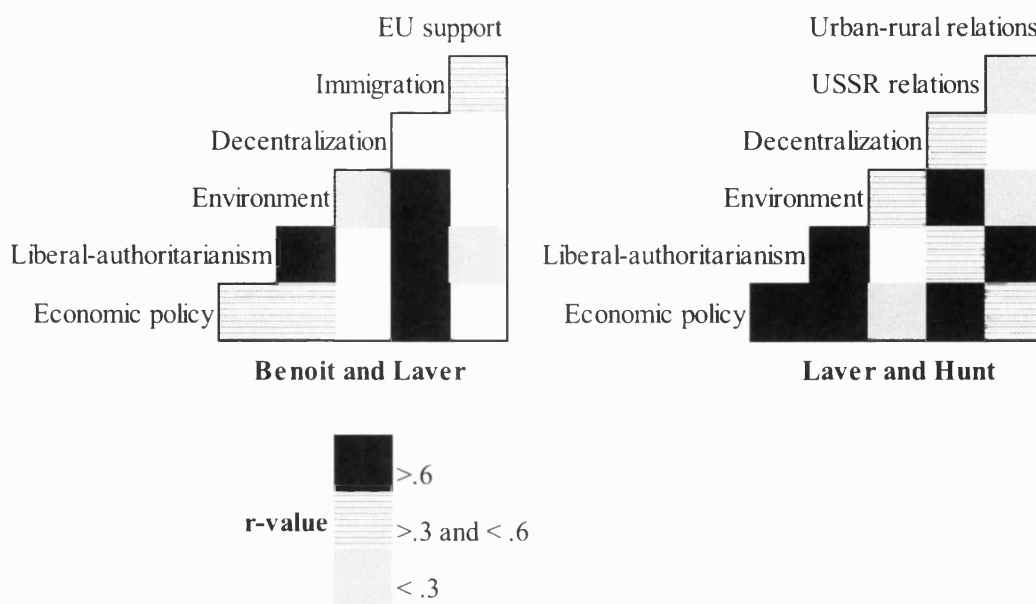 EU support
Immigration
Decentralization
Environment
Liberal-authoritarianism
Economic policy
Benoit and Laver
Urban-rural relations
USSR relations
Decentralization
Environment
Liberal-authoritarianism
Economic policy
Laver and Hunt
r-value
>.6
>.3 and < .6
< .3